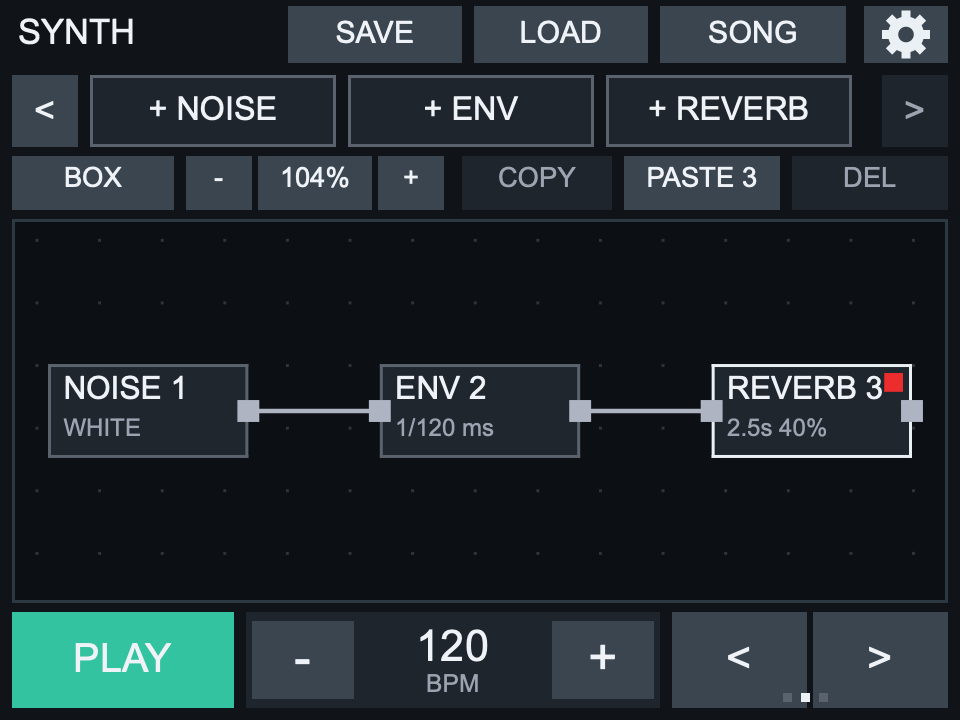 SYNTH
SAVE
LOAD
SONG
<
+ NOISE
+ ENV
+ REVERB
>
BOX
-
104%
+
COPY
PASTE 3
DEL
NOISE 1
WHITE
ENV 2
1/120 ms
REVERB 3
2.5s 40%
PLAY
-
120
BPM
+
<
>